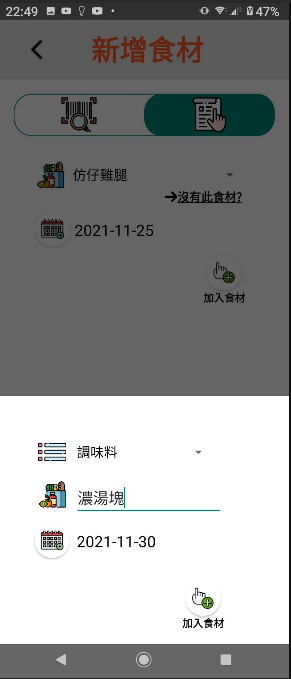 22:49 47%
新增食材
仿仔雞腿
→沒有此食材?
2021-11-25
加入食材
調味料
濃湯塊
2021-11-30
加入食材